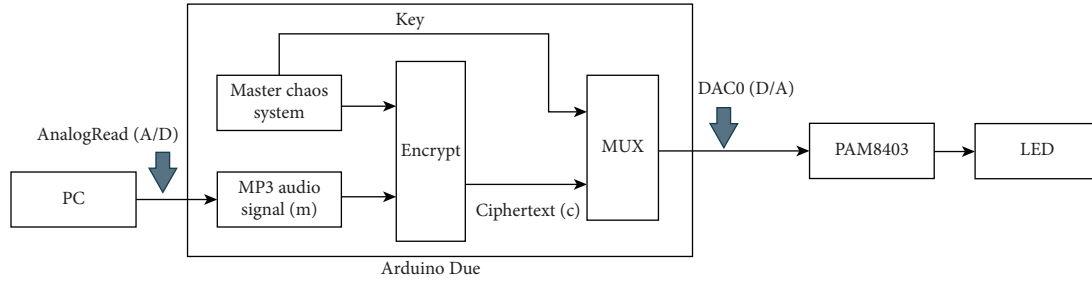 Key
Master chaos
system
DAC0 (D/A)
AnalogRead (A/D)
Encrypt
MUX
PAM8403
LED
PC
MP3 audio
signal (m)
Ciphertext (c)
Arduino Due